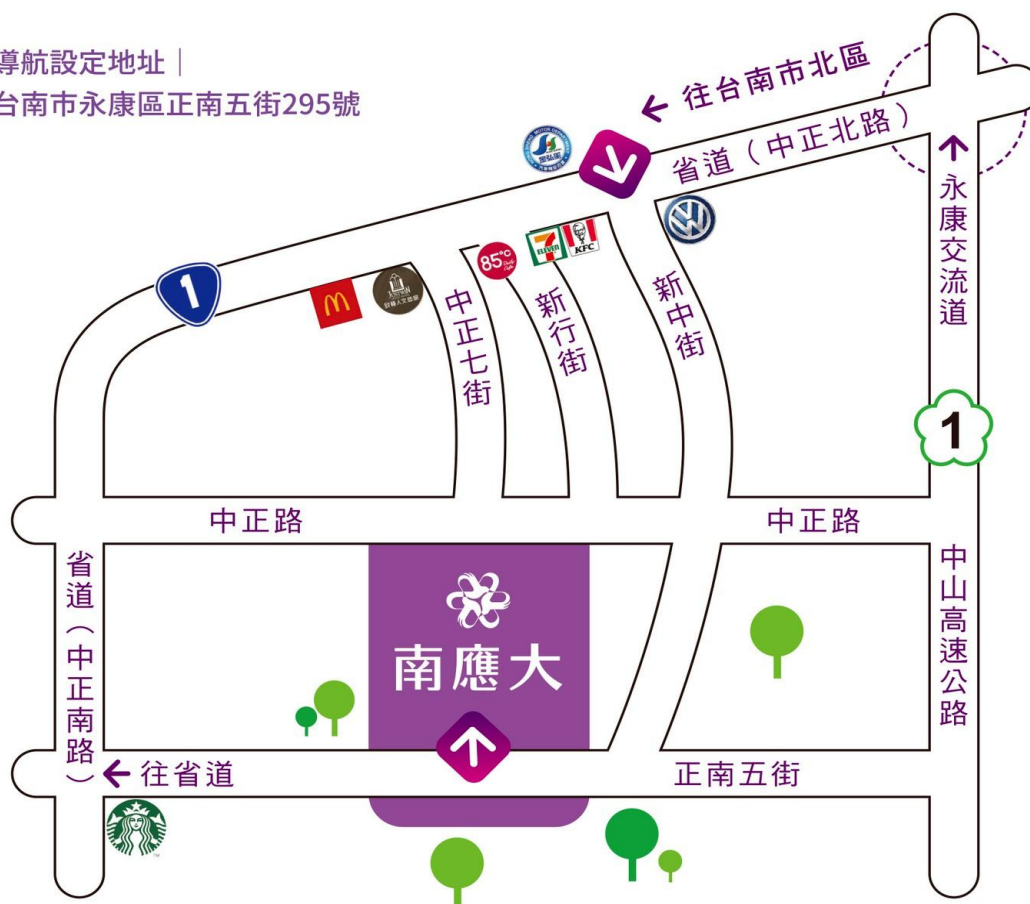 導航設定地址｜
台南市永康區正南五街295號
往台南市北區
省道（中正北路）
永康交流道
1
85°C
7
ELEVEN
KFC
新中街
新行街
中正七街
1
中正路
中正路
省道（中正南路）
南應大
中山高速公路
往省道
正南五街